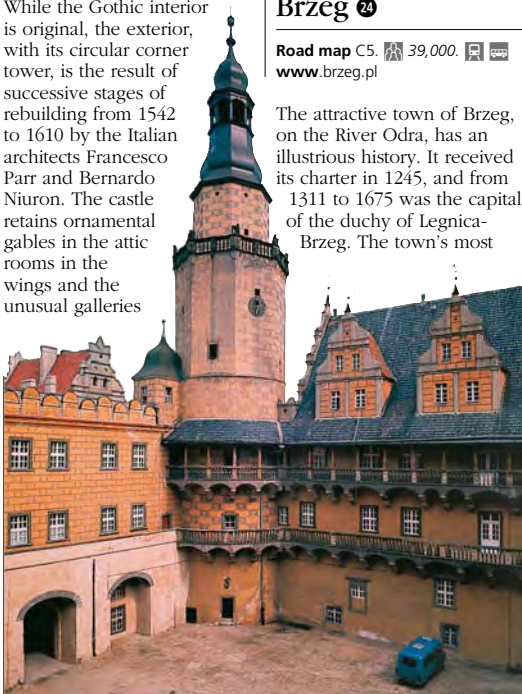 While the Gothic interior
is original, the exterior,
with its circular corner
tower, is the result of
successive stages of
rebuilding from 1542
to 1610 by the Italian
architects Francesco
Parr and Bernardo
Niuron. The castle
retains ornamental
gables in the attic
rooms in the
wings and the
unusual galleries
Brzeg 24
Road map C5. 39,000.
www.brzeg.pl
The attractive town of Brzeg,
on the River Odra, has an
illustrious history. It received
its charter in 1245, and from
1311 to 1675 was the capital
of the duchy of Legnica-
Brzeg. The town's most